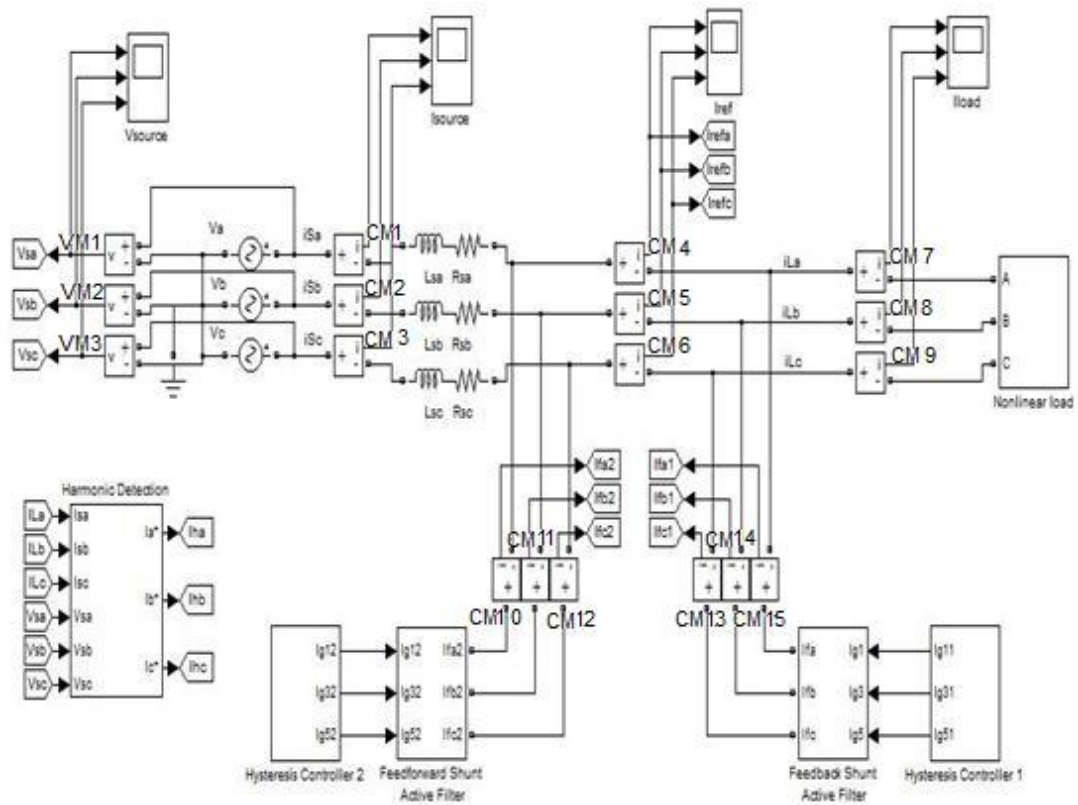 Vsource
Isource
Iref
Iload
Irefa
Irefb
Irefc
Vsa
VM1
v
+
-
Va
iSa
CM1
+
i
-
Lsa
Rsa
CM 4
+
i
-
iLa
CM 7
+
i
-
A
Vsb
VM2
v
+
-
Vb
iSb
CM2
+
i
-
Lsb
Rsb
CM 5
+
i
-
iLb
CM 8
+
i
-
B
Vsc
VM3
v
+
-
Vc
iSc
CM 3
+
i
-
Lsc
Rsc
CM 6
+
i
-
iLc
CM 9
+
i
-
C
Nonlinear load
Ifa2
Ifb2
Ifc2
Ifa1
Ifb1
Ifc1
Harmonic Detection
ILa
Isa
Ia*
Iha
ILb
Isb
ILc
Isc
Ib*
Ihb
Vsa
Vsa
Vsb
Vsb
Ic*
Ihc
Vsc
Vsc
CM11
CM14
+
+
+
+
+
+
CM10
CM12
CM13
CM15
Ig12
Ig12
Ifa2
Ig32
Ig32
Ifb2
Ig52
Ig52
Ifc2
Ifa
Ig1
Ig11
Ifb
Ig3
Ig31
Ifc
Ig5
Ig51
Hysteresis Controller 2
Feedforward Shunt
Active Filter
Feedback Shunt
Active Filter
Hysteresis Controller 1